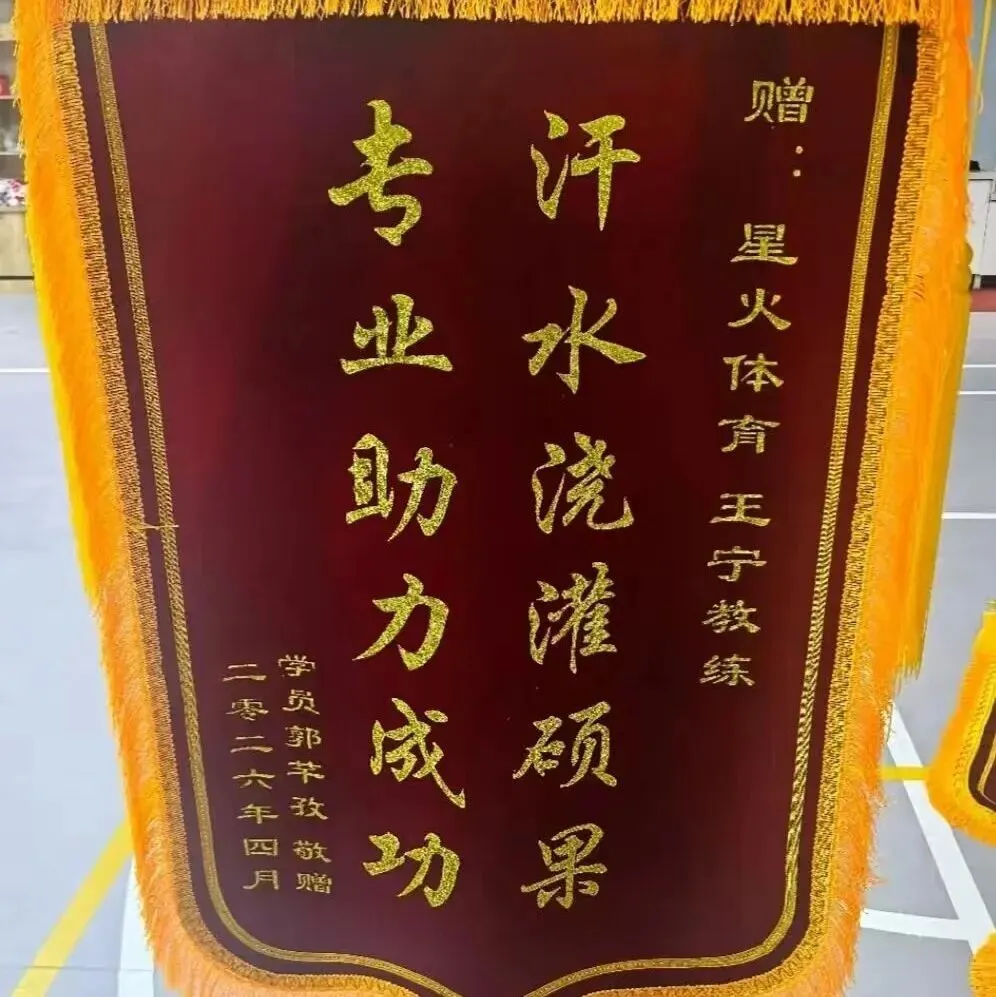 赠：星火体育 王宁教练
汗水浇灌硕果
专业助力成功
学员郭芊孜 敬赠
二零二六年四月